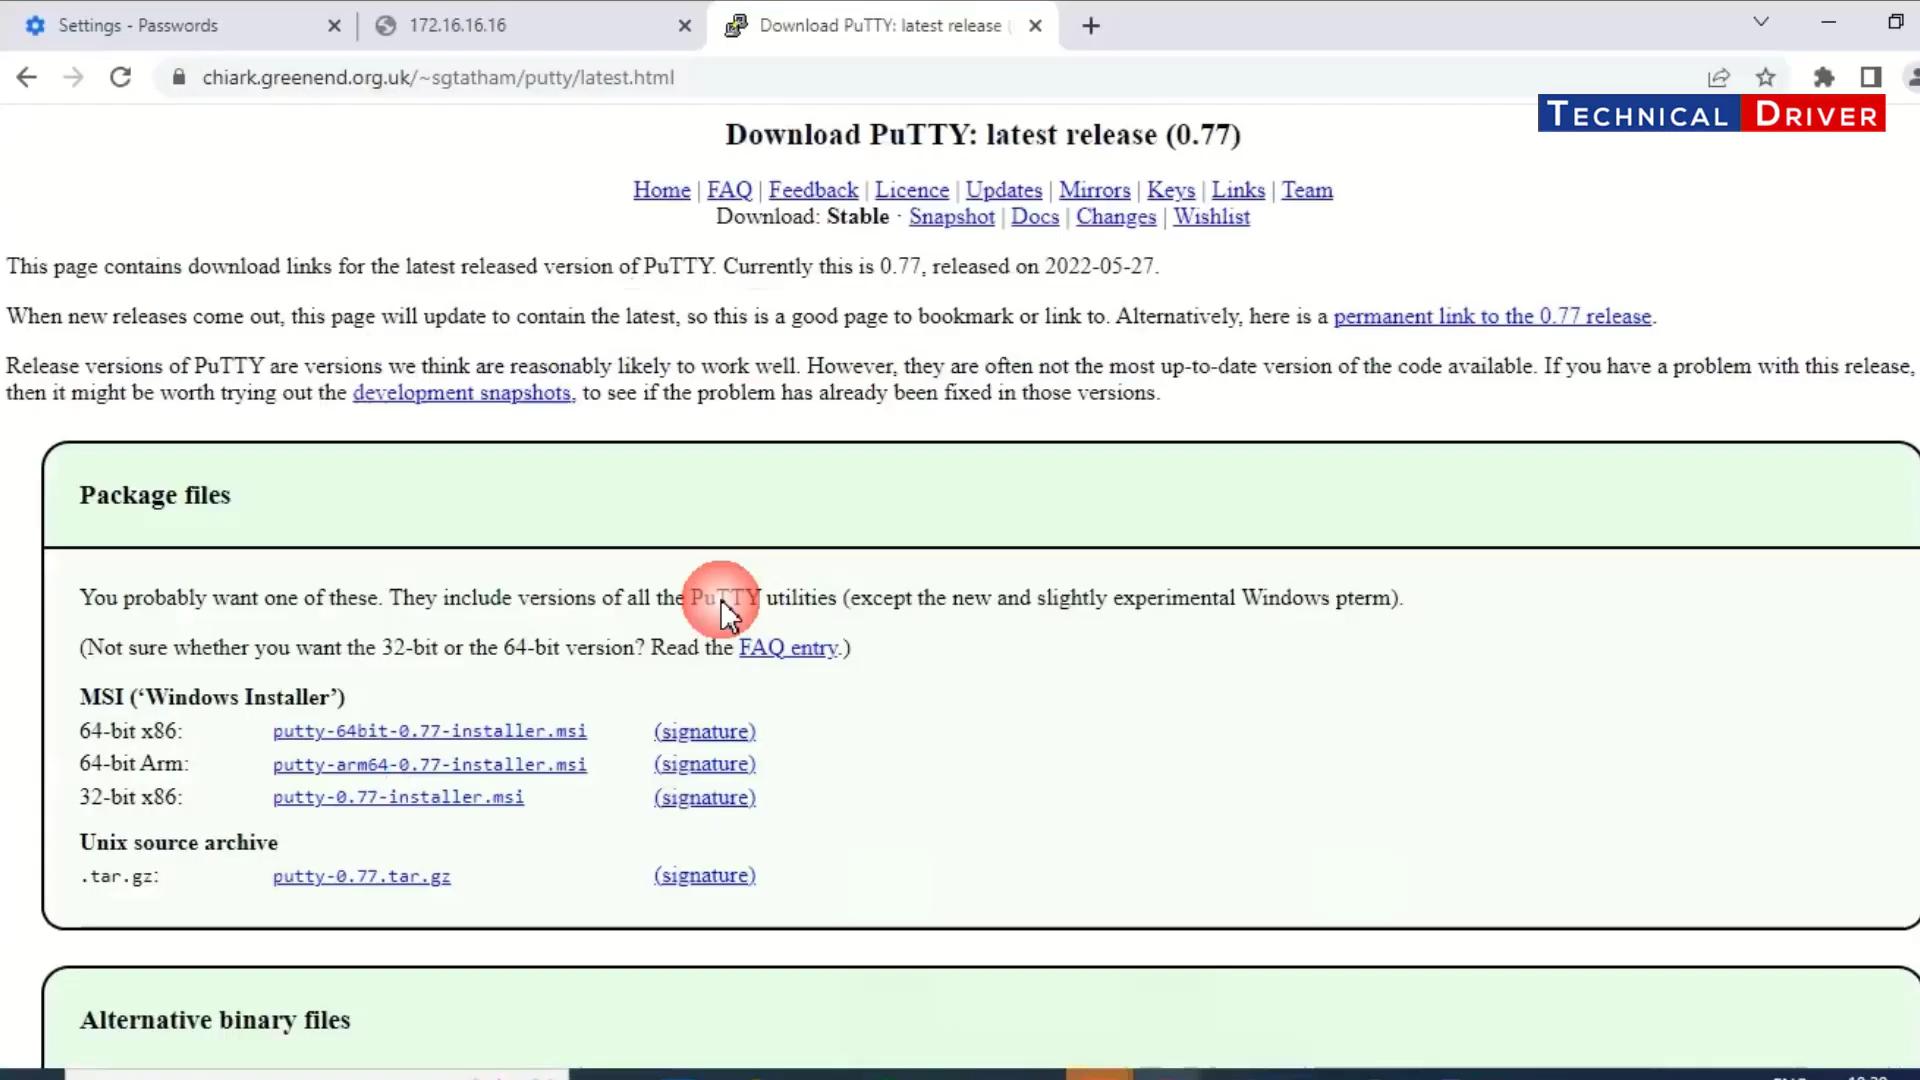 Settings - Passwords
172.16.16.16
Download PuTTY: latest release
chiark.greenend.org.uk/~sgtatham/putty/latest.html
TECHNICAL DRIVER
Download PuTTY: latest release (0.77)
Home | FAQ | Feedback | Licence | Updates | Mirrors | Keys | Links | Team
Download: Stable · Snapshot | Docs | Changes | Wishlist
This page contains download links for the latest released version of PuTTY. Currently this is 0.77, released on 2022-05-27.
When new releases come out, this page will update to contain the latest, so this is a good page to bookmark or link to. Alternatively, here is a permanent link to the 0.77 release.
Release versions of PuTTY are versions we think are reasonably likely to work well. However, they are often not the most up-to-date version of the code available. If you have a problem with this release,
then it might be worth trying out the development snapshots, to see if the problem has already been fixed in those versions.
Package files
You probably want one of these. They include versions of all the PuTTY utilities (except the new and slightly experimental Windows pterm).
(Not sure whether you want the 32-bit or the 64-bit version? Read the FAQ entry.)
MSI (‘Windows Installer’)
64-bit x86: putty-64bit-0.77-installer.msi (signature)
64-bit Arm: putty-arm64-0.77-installer.msi (signature)
32-bit x86: putty-0.77-installer.msi (signature)
Unix source archive
.tar.gz: putty-0.77.tar.gz (signature)
Alternative binary files